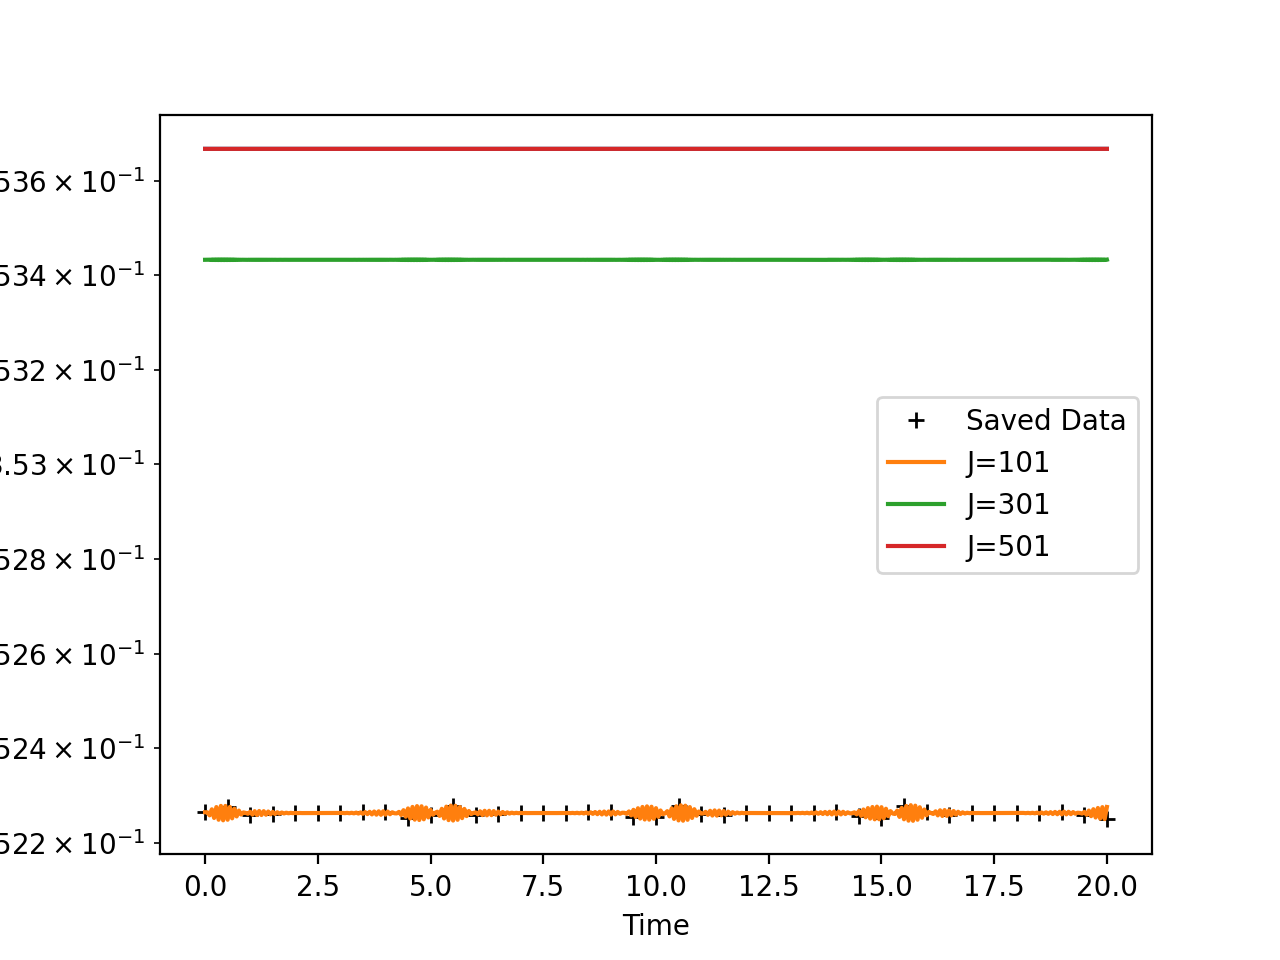 536 × 10⁻¹
534 × 10⁻¹
532 × 10⁻¹
.53 × 10⁻¹
528 × 10⁻¹
526 × 10⁻¹
524 × 10⁻¹
522 × 10⁻¹
Saved Data
J=101
J=301
J=501
0.0 2.5 5.0 7.5 10.0 12.5 15.0 17.5 20.0
Time